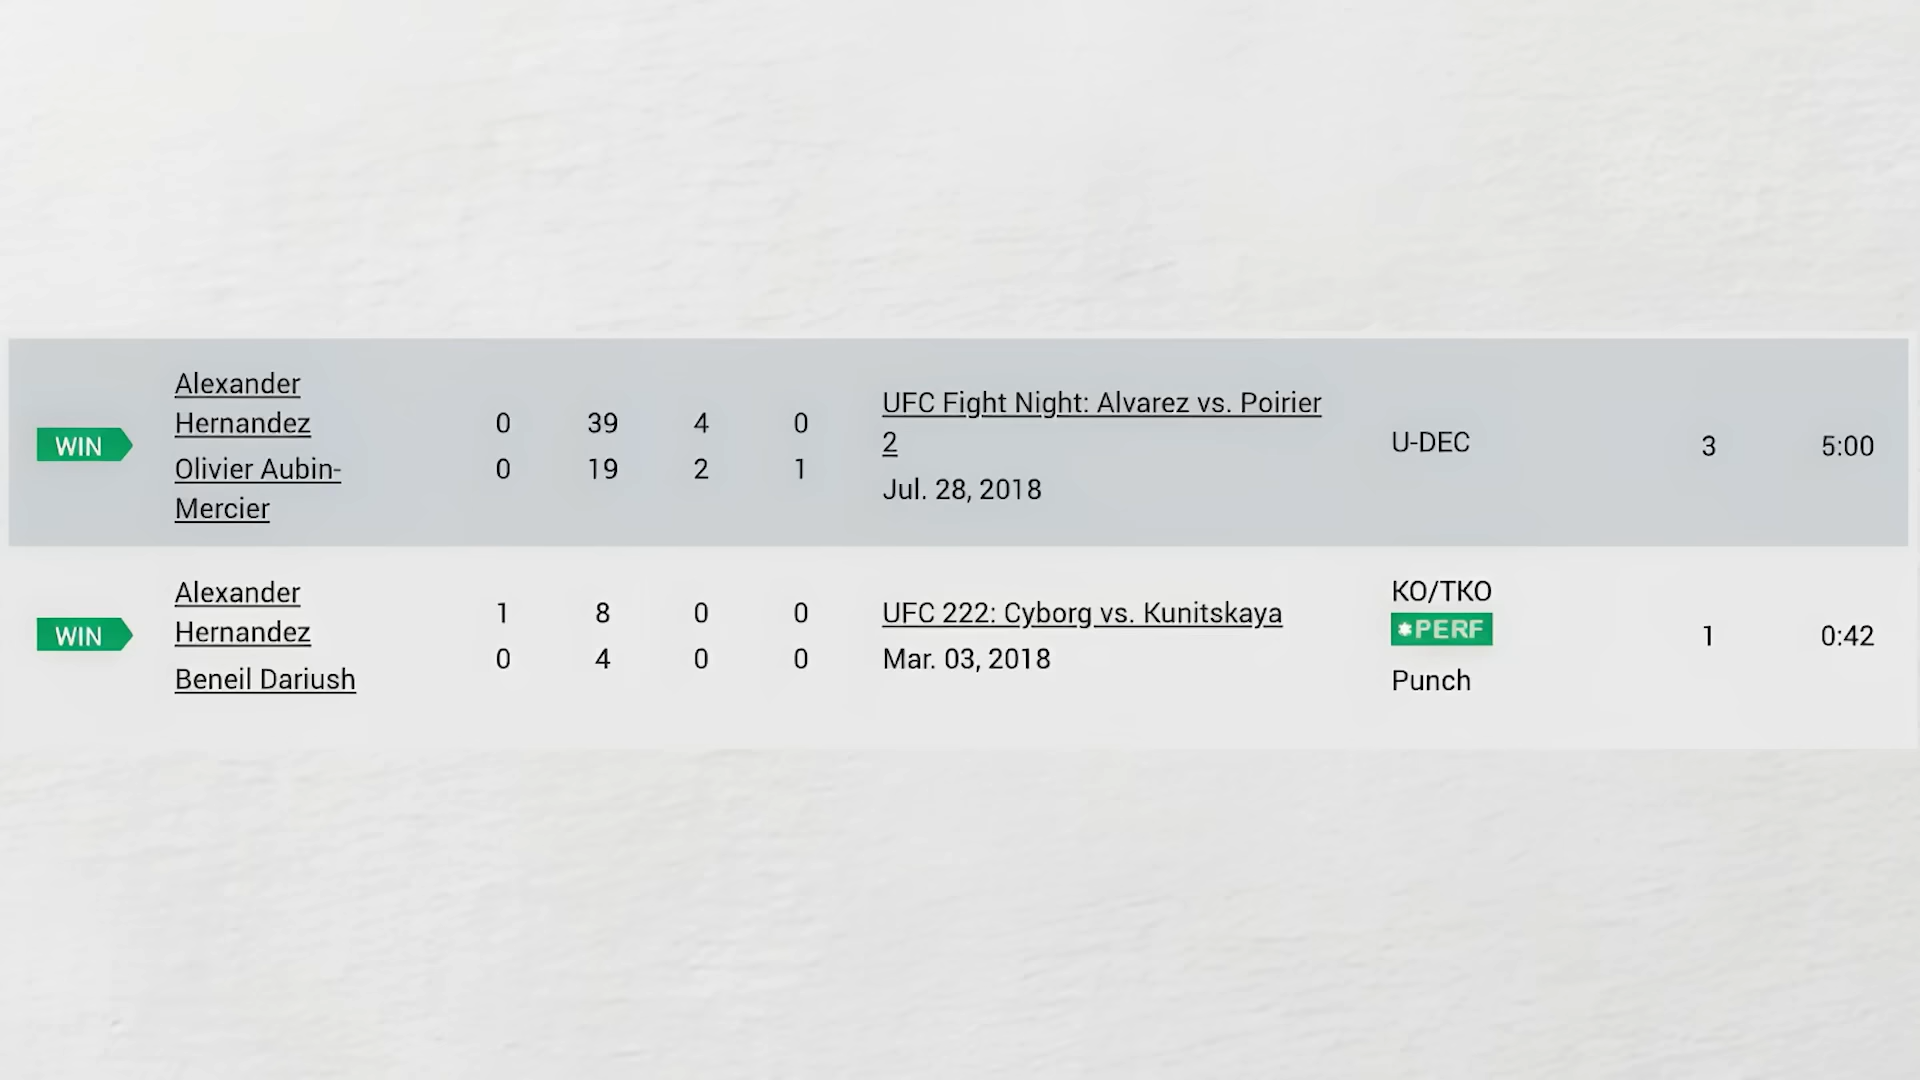 WIN
Alexander
Hernandez
Olivier Aubin-
Mercier
0 39 4 0
0 19 2 1
UFC Fight Night: Alvarez vs. Poirier
2
Jul. 28, 2018
U-DEC
3
5:00
WIN
Alexander
Hernandez
Beneil Dariush
1 8 0 0
0 4 0 0
UFC 222: Cyborg vs. Kunitskaya
Mar. 03, 2018
KO/TKO
*PERF
Punch
1
0:42